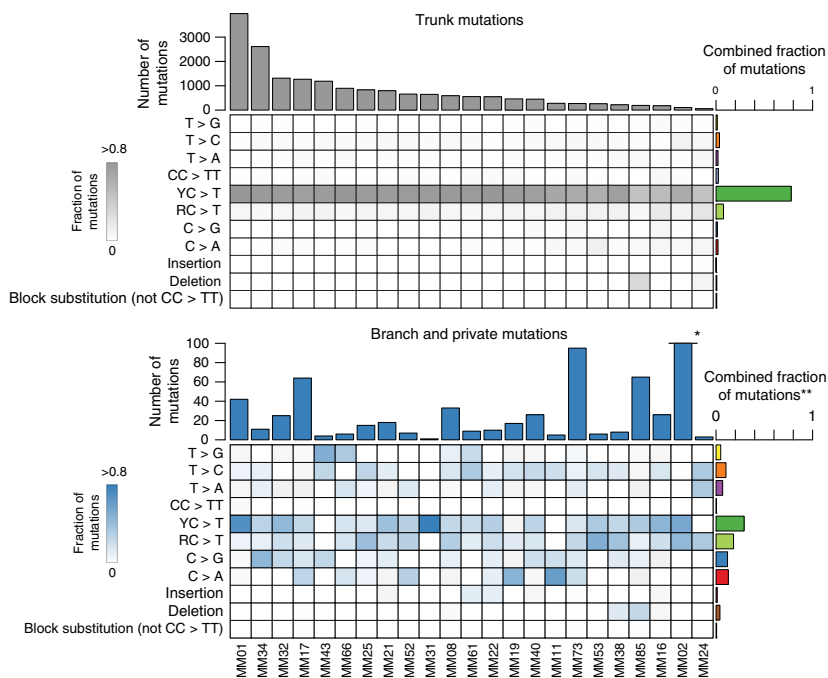 Trunk mutations
Number of
mutations
3000
2000
1000
0
Combined fraction
of mutations
0
1
>0.8
Fraction of
mutations
0
T > G
T > C
T > A
CC > TT
YC > T
RC > T
C > G
C > A
Insertion
Deletion
Block substitution (not CC > TT)
Branch and private mutations
Number of
mutations
100
80
60
40
20
0
*
Combined fraction
of mutations**
0
1
>0.8
Fraction of
mutations
0
T > G
T > C
T > A
CC > TT
YC > T
RC > T
C > G
C > A
Insertion
Deletion
Block substitution (not CC > TT)
MM01
MM34
MM32
MM17
MM43
MM66
MM25
MM21
MM52
MM31
MM08
MM61
MM22
MM19
MM40
MM11
MM73
MM53
MM38
MM85
MM16
MM02
MM24